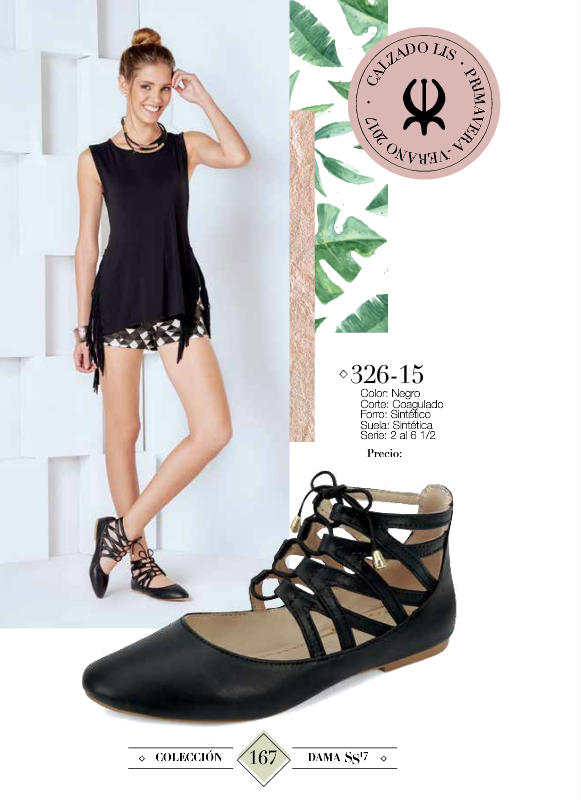 CALZADO LIS · PRIMAVERA-VERANO 2017 ·
326-15
Color: Negro
Corte: Coagulado
Forro: Sintético
Suela: Sintética
Serie: 2 al 6 1/2
Precio:
COLECCIÓN 167 DAMA SS17